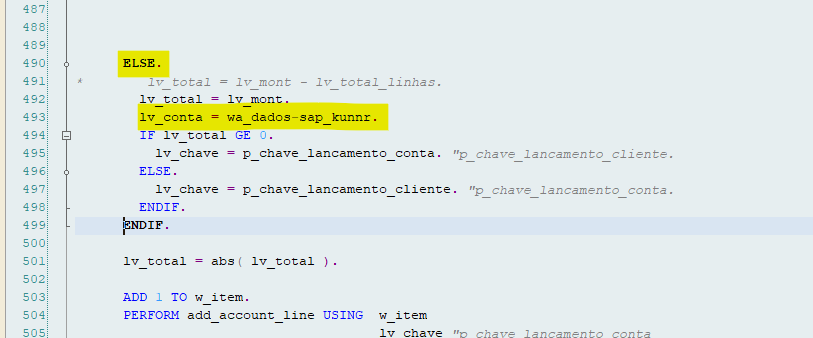 487
488
489
490 ELSE.
491 * lv_total = lv_mont - lv_total_linhas.
492 lv_total = lv_mont.
493 lv_conta = wa_dados-sap_kunnr.
494 IF lv_total GE 0.
495 lv_chave = p_chave_lancamento_conta. "p_chave_lancamento_cliente.
496 ELSE.
497 lv_chave = p_chave_lancamento_cliente. "p_chave_lancamento_conta.
498 ENDIF.
499 ENDIF.
500
501 lv_total = abs( lv_total ).
502
503 ADD 1 TO w_item.
504 PERFORM add_account_line USING w_item
505 lv_chave "p_chave_lancamento_conta